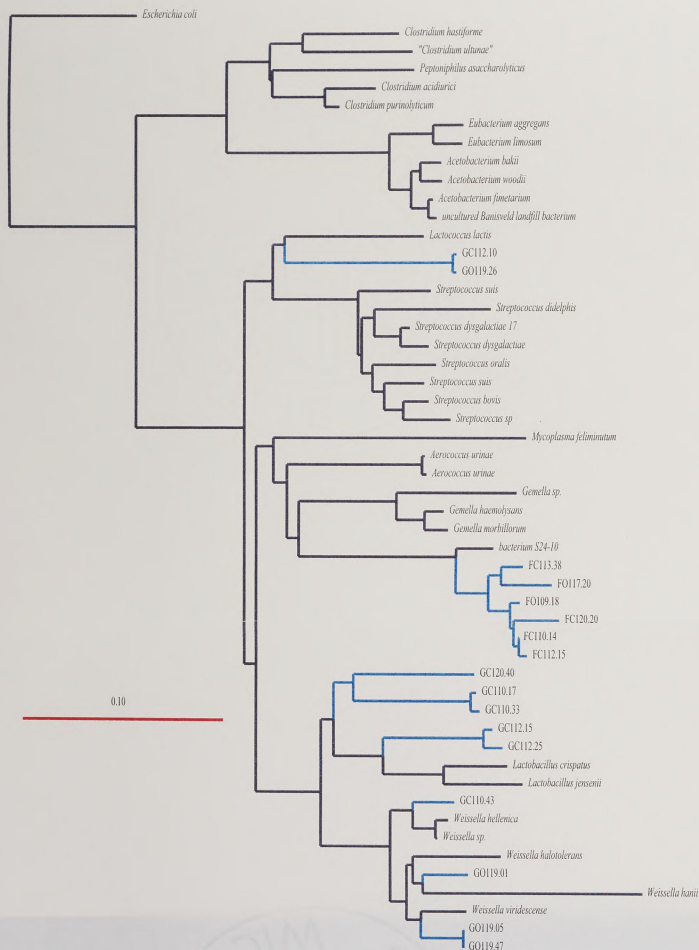 Escherichia coli
Clostridium hastiforme
"Clostridium ultunae"
Peptoniphilus asaccharolyticus
Clostridium acidiurici
Clostridium purinolyticum
Eubacterium aggregans
Eubacterium limosum
Acetobacterium bakii
Acetobacterium woodii
Acetobacterium fimetarium
uncultured Banisveld landfill bacterium
Lactococcus lactis
GC112.10
GO119.26
Streptococcus suis
Streptococcus didelphis
Streptococcus dysgalactiae 17
Streptococcus dysgalactiae
Streptococcus oralis
Streptococcus suis
Streptococcus bovis
Streptococcus sp
Mycoplasma feliminutum
Aerococcus urinae
Aerococcus urinae
Gemella sp.
Gemella haemolysans
Gemella morbillorum
bacterium S24-10
FC113.38
FO117.20
FO109.18
FC120.20
FC110.14
FC112.15
GC120.40
0.10
GC110.17
GC110.33
GC112.15
GC112.25
Lactobacillus crispatus
Lactobacillus jensenii
GC110.43
Weissella hellenica
Weissella sp.
Weissella halotolerans
GO119.01
Weissella hanii
Weissella viridescense
GO119.05
GO119.47